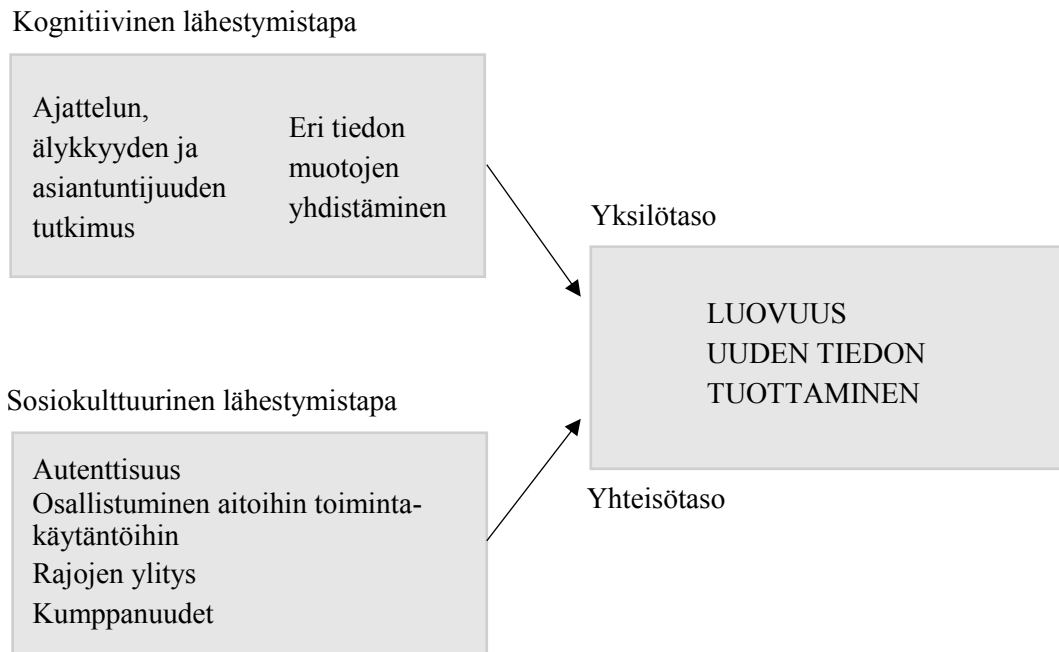 Kognitiivinen lähestymistapa
Ajattelun,
älykkyyden ja
asiantuntijuuden
tutkimus
Eri tiedon
muotojen
yhdistäminen
Yksilötaso
LUOVUUS
UUDEN TIEDON
TUOTTAMINEN
Yhteisötaso
Sosiokulttuurinen lähestymistapa
Autenttisuus
Osallistuminen aitoihin toiminta-
käytäntöihin
Rajojen ylitys
Kumppanuudet